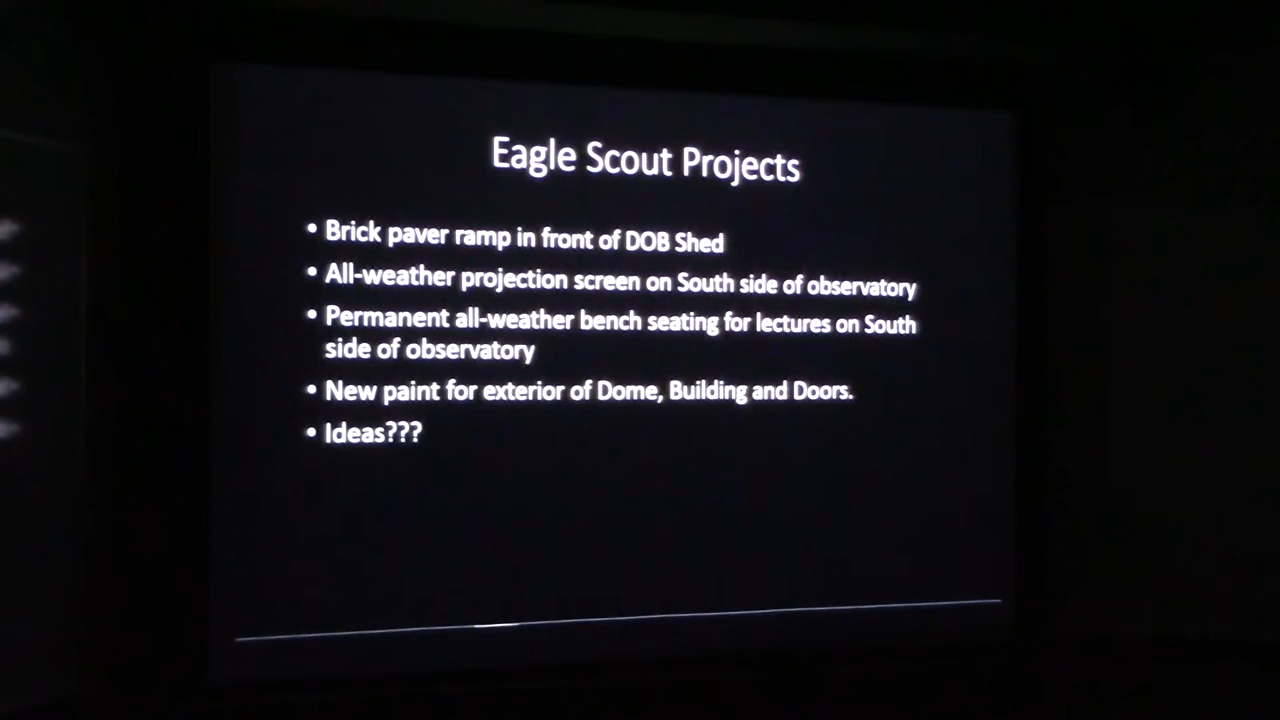 Eagle Scout Projects
• Brick paver ramp in front of DOB Shed
• All-weather projection screen on South side of observatory
• Permanent all-weather bench seating for lectures on South
side of observatory
• New paint for exterior of Dome, Building and Doors.
• Ideas???